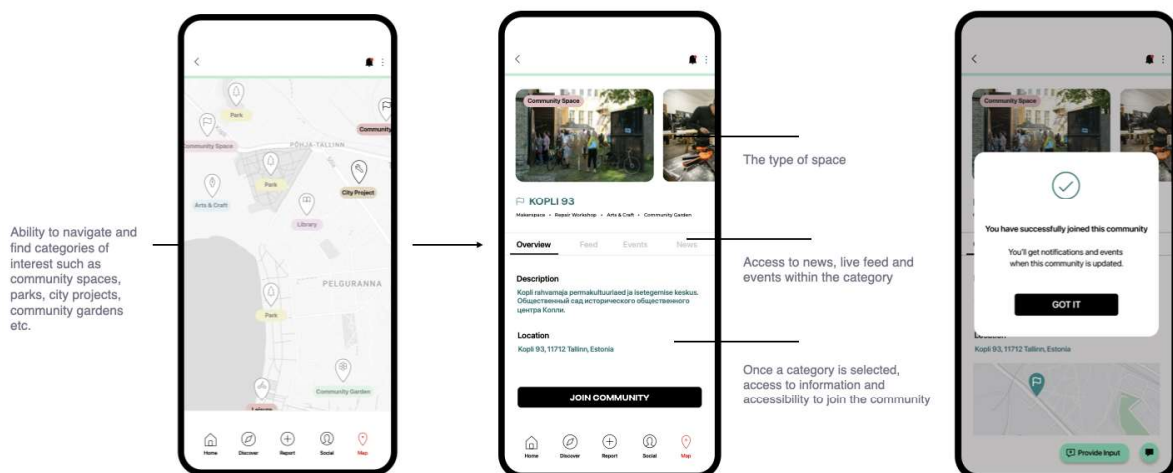 Ability to navigate and
find categories of
interest such as
community spaces,
parks, city projects,
community gardens
etc.
Park
Community
Community Space
PÕHJA-TALLINN
Park
City Project
Arts & Craft
Library
PELGURANNA
Park
Community Garden
Leisure
Home
Discover
Report
Social
Map
Community Space
KOPLI 93
Makerspace • Repair Workshop • Arts & Craft • Community Garden
Overview
Feed
Events
News
Description
Kopli rahvamaja permakultuuriaed ja isetegemise keskus.
Общественный сад исторического общественного
центра Копли.
Location
Kopli 93, 11712 Tallinn, Estonia
JOIN COMMUNITY
Home
Discover
Report
Social
Map
The type of space
Access to news, live feed and
events within the category
Once a category is selected,
access to information and
accessibility to join the community
Community Space
You have successfully joined this community
You'll get notifications and events
when this community is updated.
GOT IT
Location
Kopli 93, 11712 Tallinn, Estonia
Provide Input